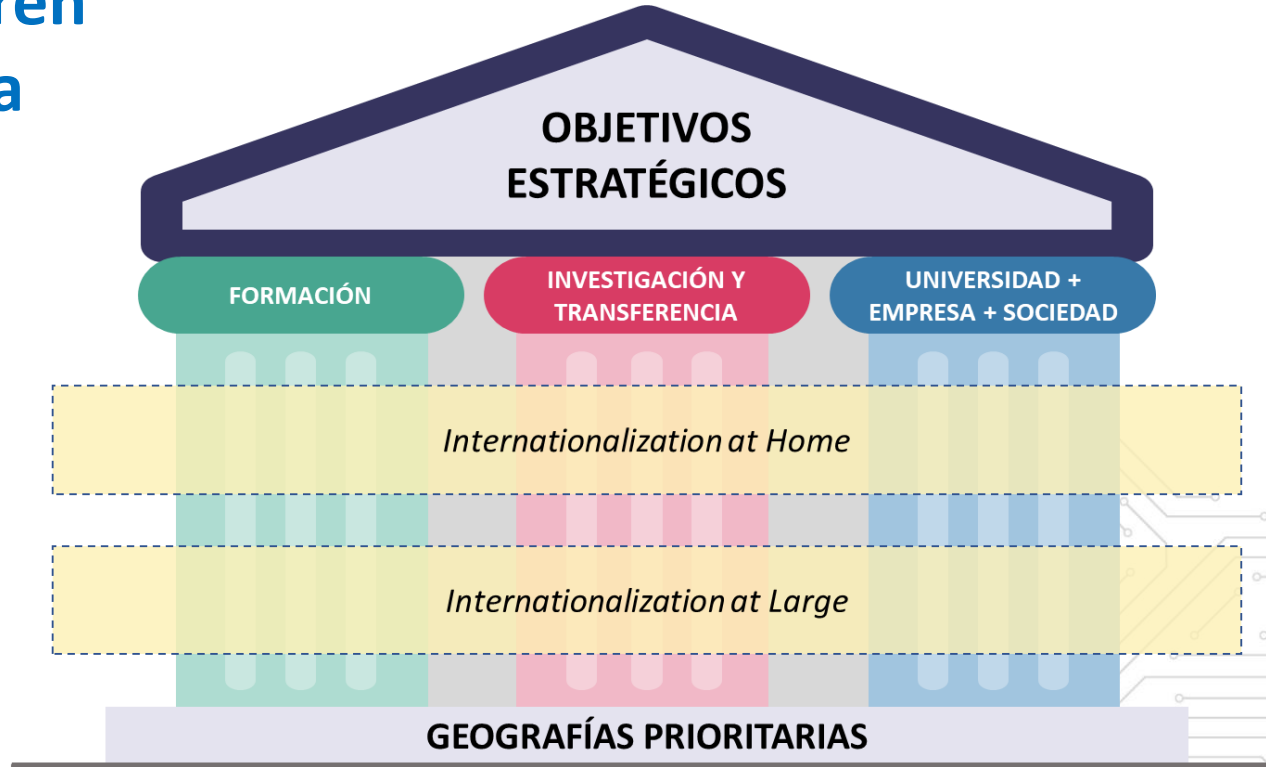 OBJETIVOS
ESTRATÉGICOS
FORMACIÓN
INVESTIGACIÓN Y
TRANSFERENCIA
UNIVERSIDAD +
EMPRESA + SOCIEDAD
Internationalization at Home
Internationalization at Large
GEOGRAFÍAS PRIORITARIAS